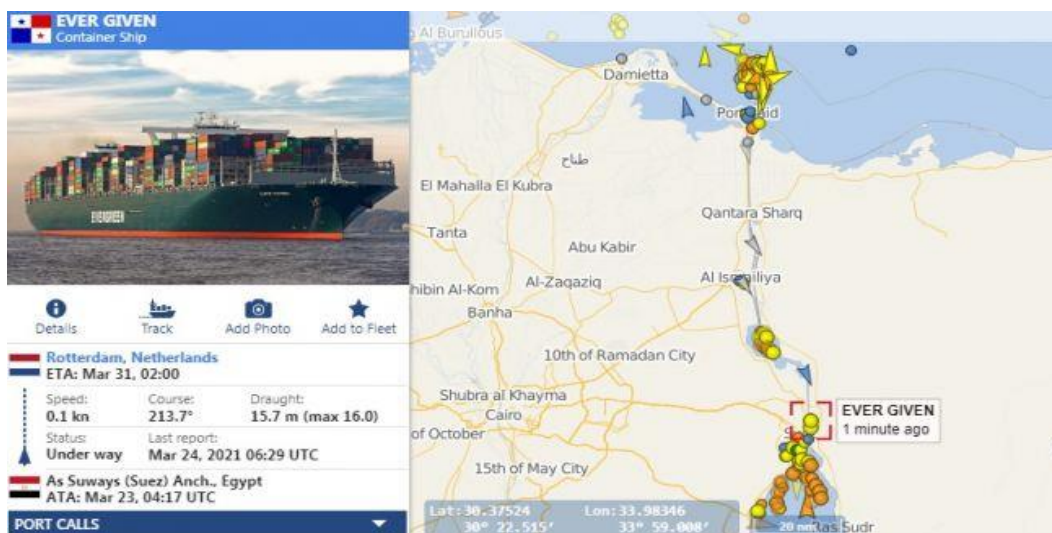 EVER GIVEN
Container Ship
EVERGREEN
Details
Track
Add Photo
Add to Fleet
Rotterdam, Netherlands
ETA: Mar 31, 02:00
Speed: Course: Draught:
0.1 kn 213.7° 15.7 m (max 16.0)
Status: Last report:
Under way Mar 24, 2021 06:29 UTC
As Suways (Suez) Anch., Egypt
ATA: Mar 23, 04:17 UTC
PORT CALLS
Al Burullous
Damietta
طناح
El Mahalla El Kubra
Qantara Sharq
Tanta
Abu Kabir
hibin Al-Kom
Al-Zaqaziq
Banha
10th of Ramadan City
Shubra al Khayma
Cairo
of October
EVER GIVEN
1 minute ago
15th of May City
Lat: 30.37524 Lon: 33.98346
30° 22.515' 33° 59.008'
20 nm
Ras Sudr